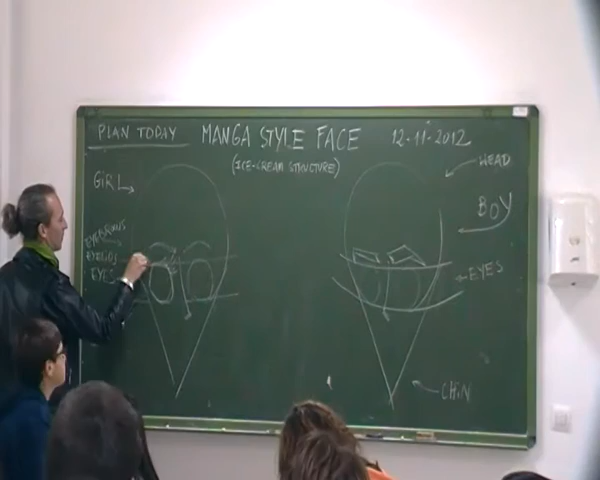 PLAN TODAY
MANGA STYLE FACE
12-11-2012
(ICE-CREAM STRUCTURE)
HEAD
GIRL
BOY
EYEBROWS
EYELIDS
EYES
EYES
CHIN